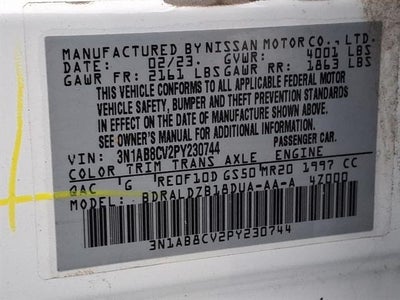 MANUFACTURED BY NISSAN MOTOR CO., LTD.
DATE: 02/23. GVWR: 4001 LBS
GAWR FR: 2161 LBS GAWR RR: 1863 LBS
THIS VEHICLE CONFORMS TO ALL APPLICABLE FEDERAL MOTOR
VEHICLE SAFETY, BUMPER AND THEFT PREVENTION STANDARDS
IN EFFECT ON THE DATE OF MANUFACTURE SHOWN ABOVE.
SEE OWNER'S MANUAL FOR FURTHER INFORMATION.
VIN: 3N1AB8CV2PY230744 PASSENGER CAR.
COLOR TRIM TRANS AXLE ENGINE
QAC G RE0F10D GS50 MR20 1997 CC
MODEL: BDRALDZB1ADUA-AA-A 47000
3N1AB8CV2PY230744